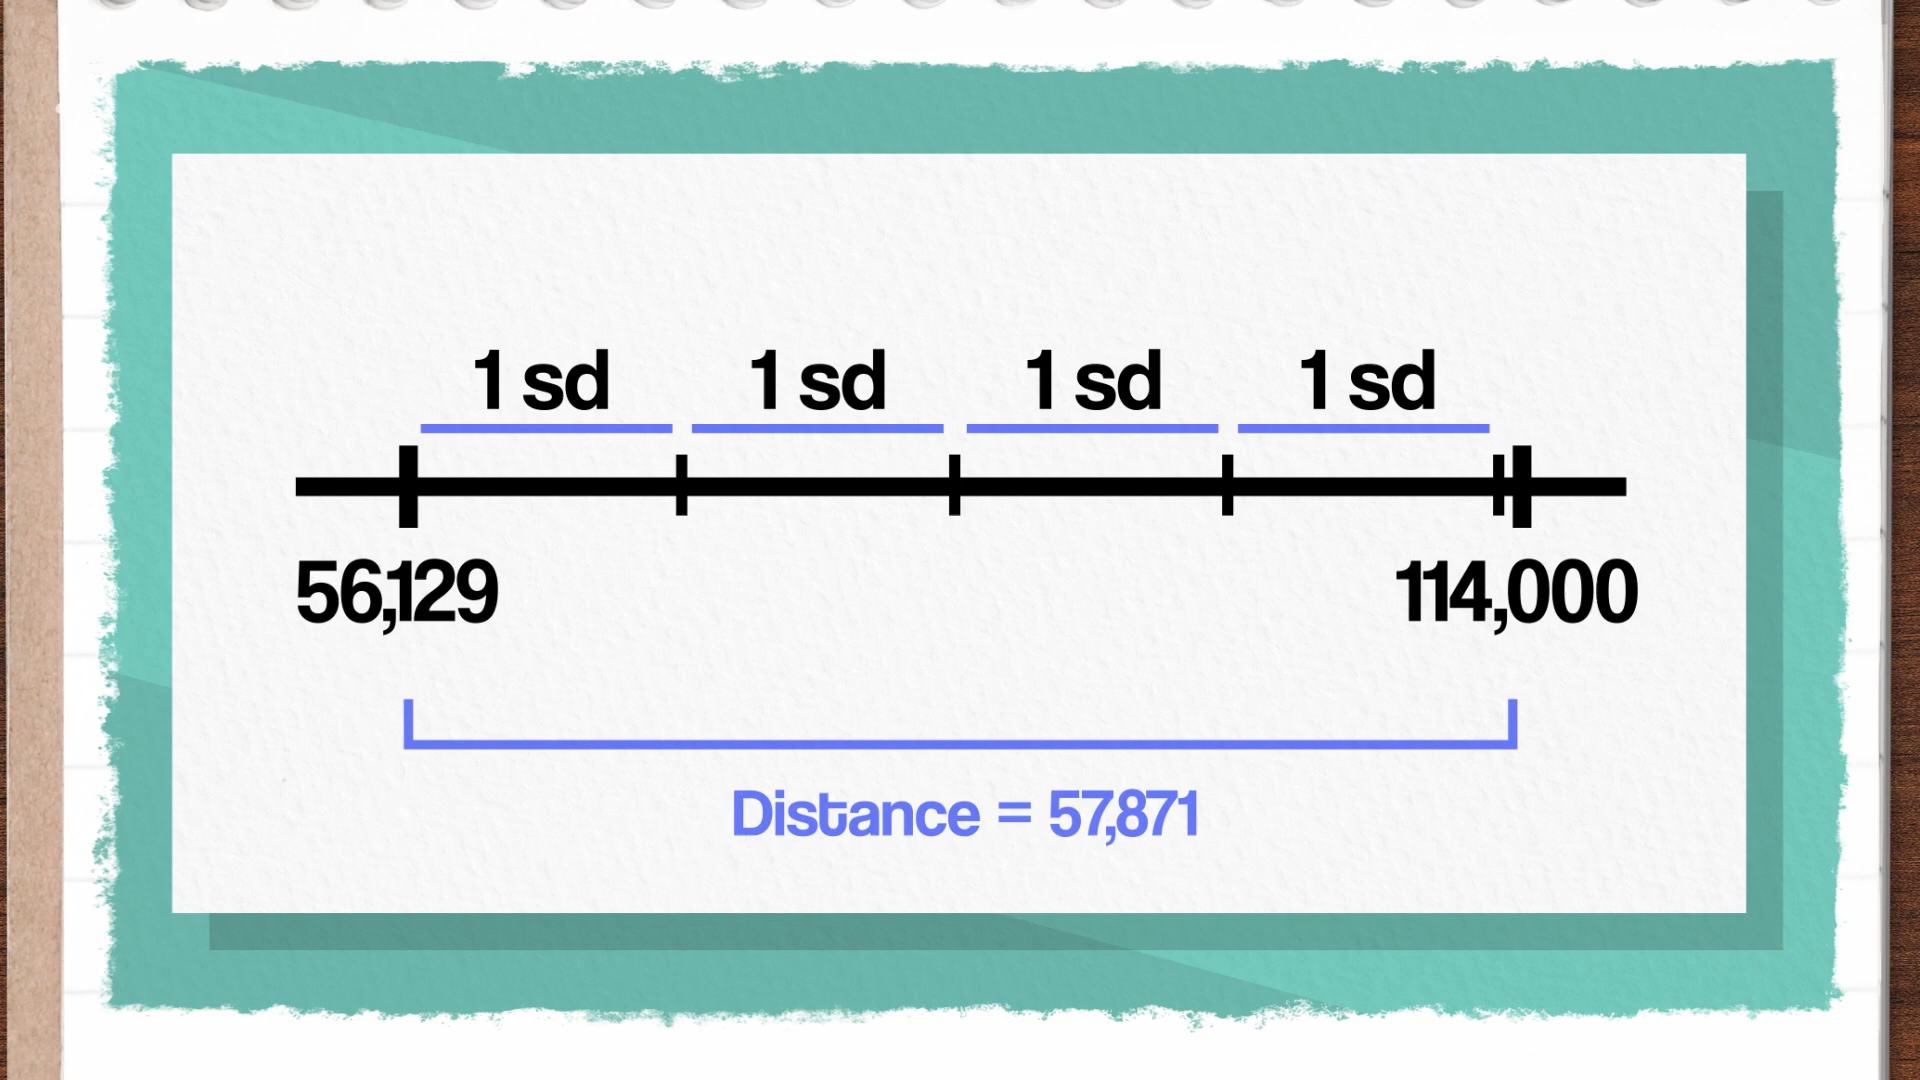 1 sd 1 sd 1 sd 1 sd
56,129 114,000
Distance = 57,871